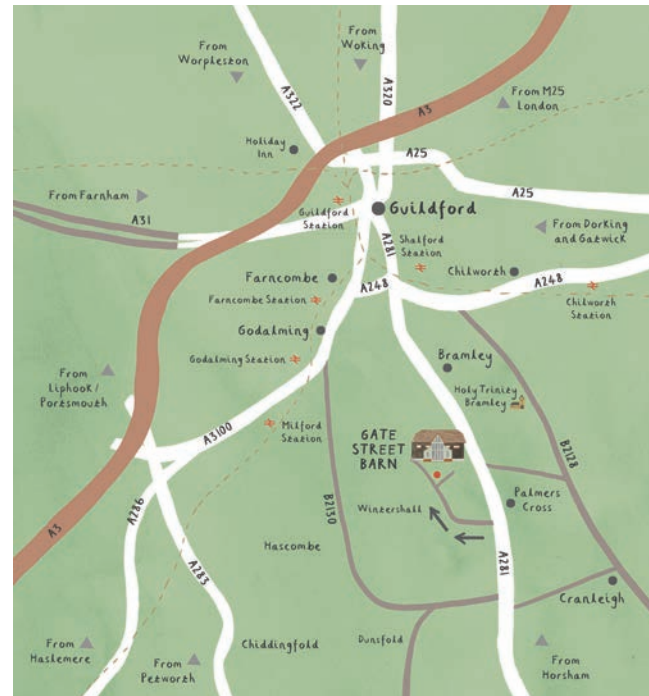 From
Worpleston
From
Woking
A322
A320
A3
From M25
London
Holiday
Inn
A25
A25
From Farnham
A31
Guildford
Station
Guildford
From Dorking
and Gatwick
A281
Shalford
Station
Chilworth
Farncombe
A248
A248
Farncombe Station
Chilworth
Station
Godalming
Godalming Station
Bramley
From
Liphook/
Portsmouth
Holy Trinity
Bramley
A3100
Milford
Station
GATE
STREET
BARN
B2128
B2130
A286
Wintershall
Palmers
Cross
A3
A283
Hascombe
A281
Cranleigh
From
Haslemere
From
Petworth
Chiddingfold
Dunsfold
From
Horsham